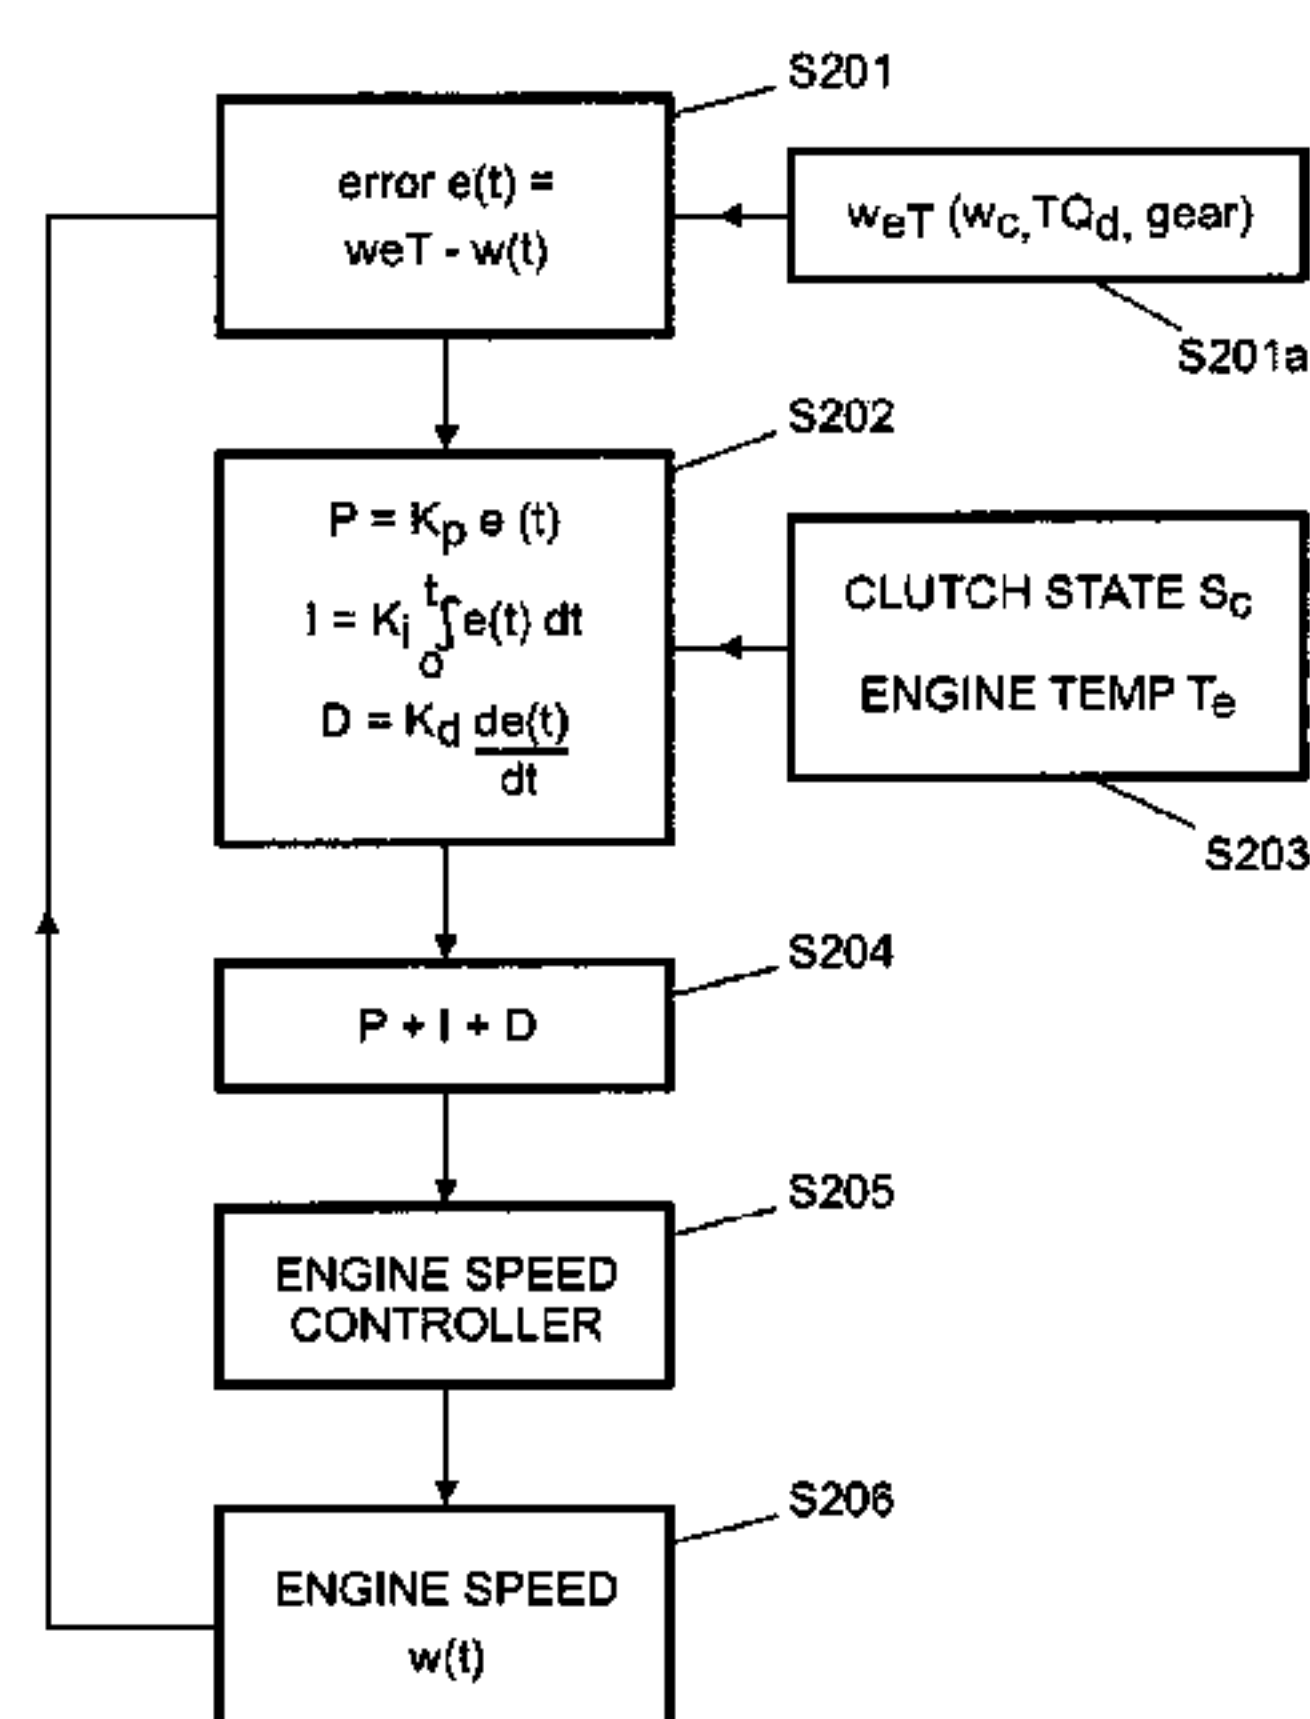 S201
error e(t) =
weT - w(t)
weT (wc, TQd, gear)
S201a
S202
P = Kp e (t)
I = Ki t∫o e(t) dt
D = Kd de(t)
dt
CLUTCH STATE Sc
ENGINE TEMP Te
S203
S204
P + I + D
S205
ENGINE SPEED
CONTROLLER
S206
ENGINE SPEED
w(t)